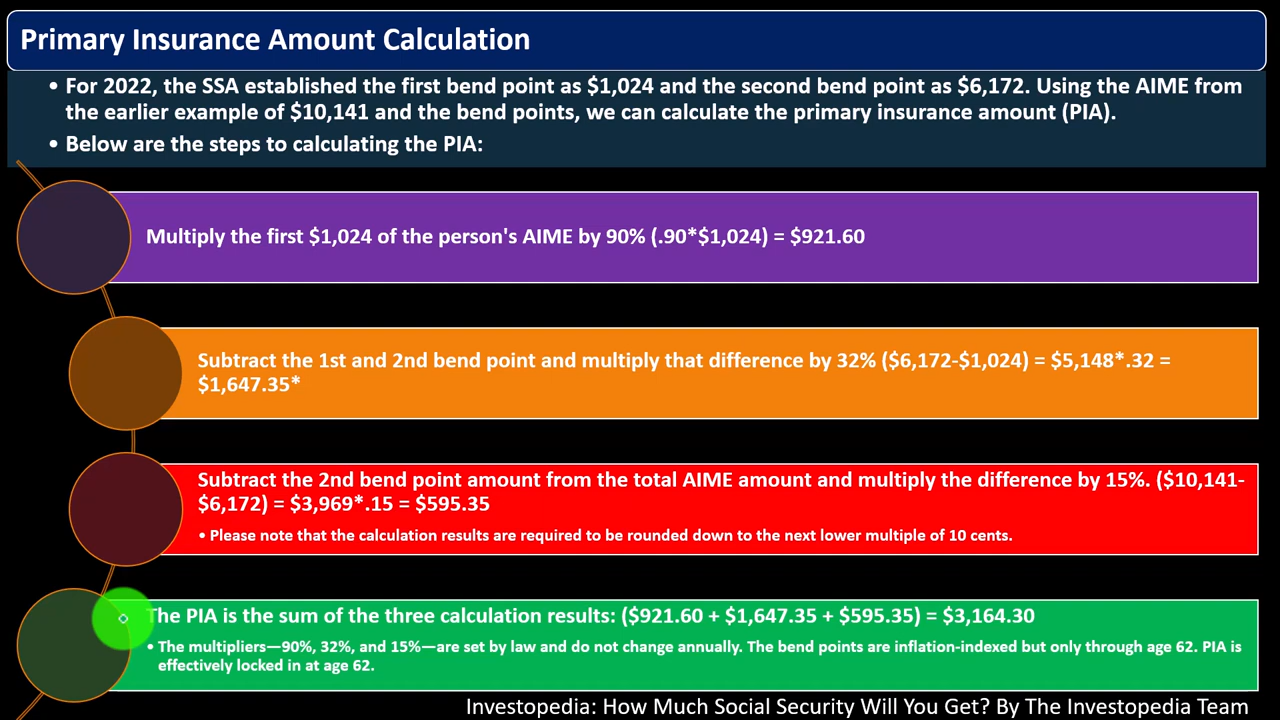 Primary Insurance Amount Calculation
• For 2022, the SSA established the first bend point as $1,024 and the second bend point as $6,172. Using the AIME from
the earlier example of $10,141 and the bend points, we can calculate the primary insurance amount (PIA).
• Below are the steps to calculating the PIA:
Multiply the first $1,024 of the person's AIME by 90% (.90*$1,024) = $921.60
Subtract the 1st and 2nd bend point and multiply that difference by 32% ($6,172-$1,024) = $5,148*.32 =
$1,647.35*
Subtract the 2nd bend point amount from the total AIME amount and multiply the difference by 15%. ($10,141-
$6,172) = $3,969*.15 = $595.35
• Please note that the calculation results are required to be rounded down to the next lower multiple of 10 cents.
The PIA is the sum of the three calculation results: ($921.60 + $1,647.35 + $595.35) = $3,164.30
• The multipliers—90%, 32%, and 15%—are set by law and do not change annually. The bend points are inflation-indexed but only through age 62. PIA is
effectively locked in at age 62.
Investopedia: How Much Social Security Will You Get? By The Investopedia Team